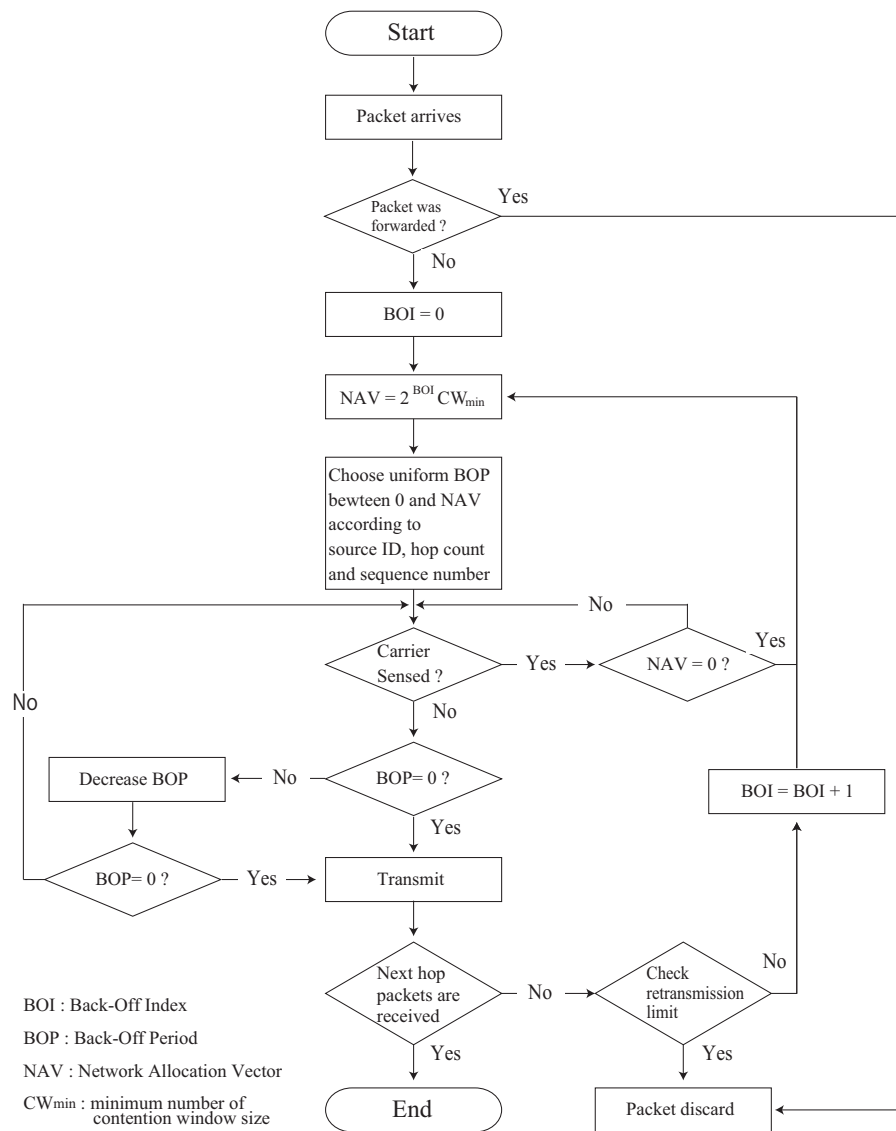 Start
Packet arrives
Packet was
forwarded ?
Yes
No
BOI = 0
NAV = 2 BOI CWmin
Choose uniform BOP
bewteen 0 and NAV
according to
source ID, hop count
and sequence number
No
Carrier
Sensed ?
Yes
NAV = 0 ?
Yes
No
No
Decrease BOP
No
BOP= 0 ?
BOI = BOI + 1
Yes
BOP= 0 ?
Yes
Transmit
Next hop
packets are
received
No
Check
retransmission
limit
No
Yes
Yes
End
Packet discard
BOI : Back-Off Index
BOP : Back-Off Period
NAV : Network Allocation Vector
CWmin : minimum number of
contention window size